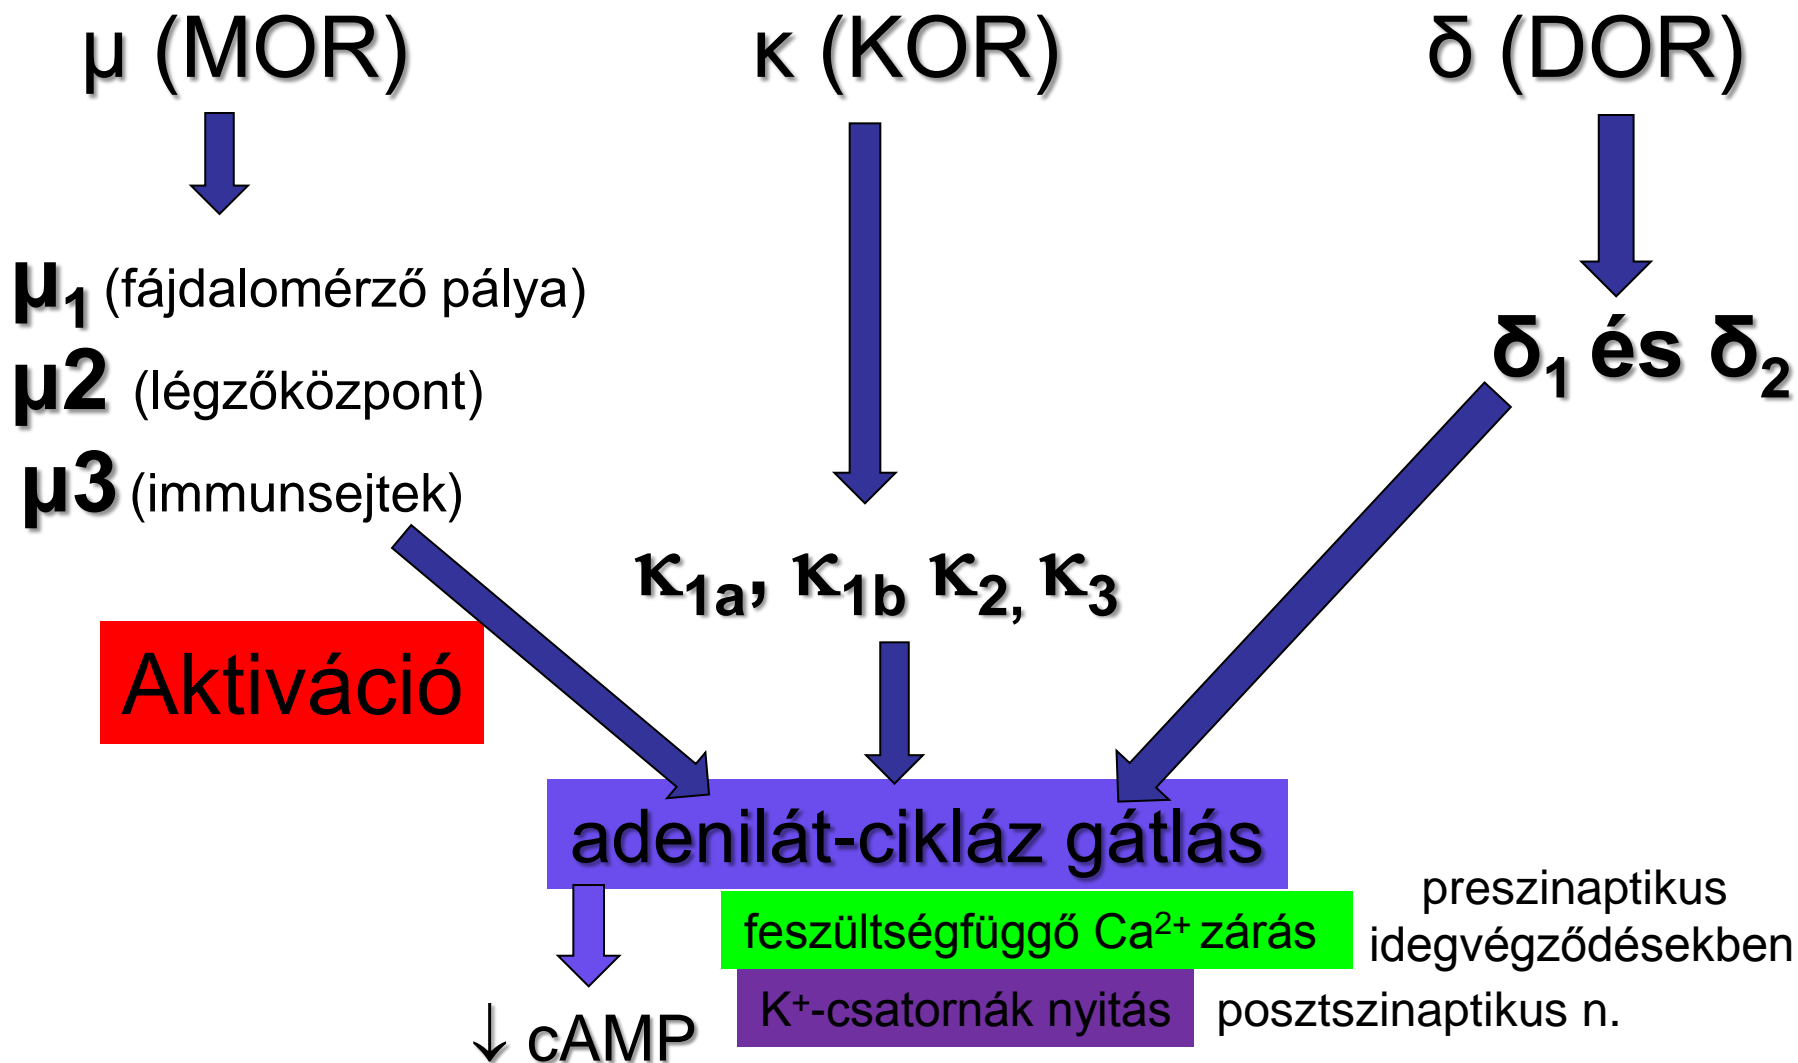 μ (MOR)
κ (KOR)
δ (DOR)
μ₁ (fájdalomérző pálya)
μ2 (légzőközpont)
μ3 (immunsejtek)
δ₁ és δ₂
κ₁ₐ, κ₁b κ₂, κ₃
Aktiváció
adenilát-cikláz gátlás
feszültségfüggő Ca²⁺ zárás
preszinaptikus
idegvégződésekben
K⁺-csatornák nyitás
posztszinaptikus n.
↓ cAMP